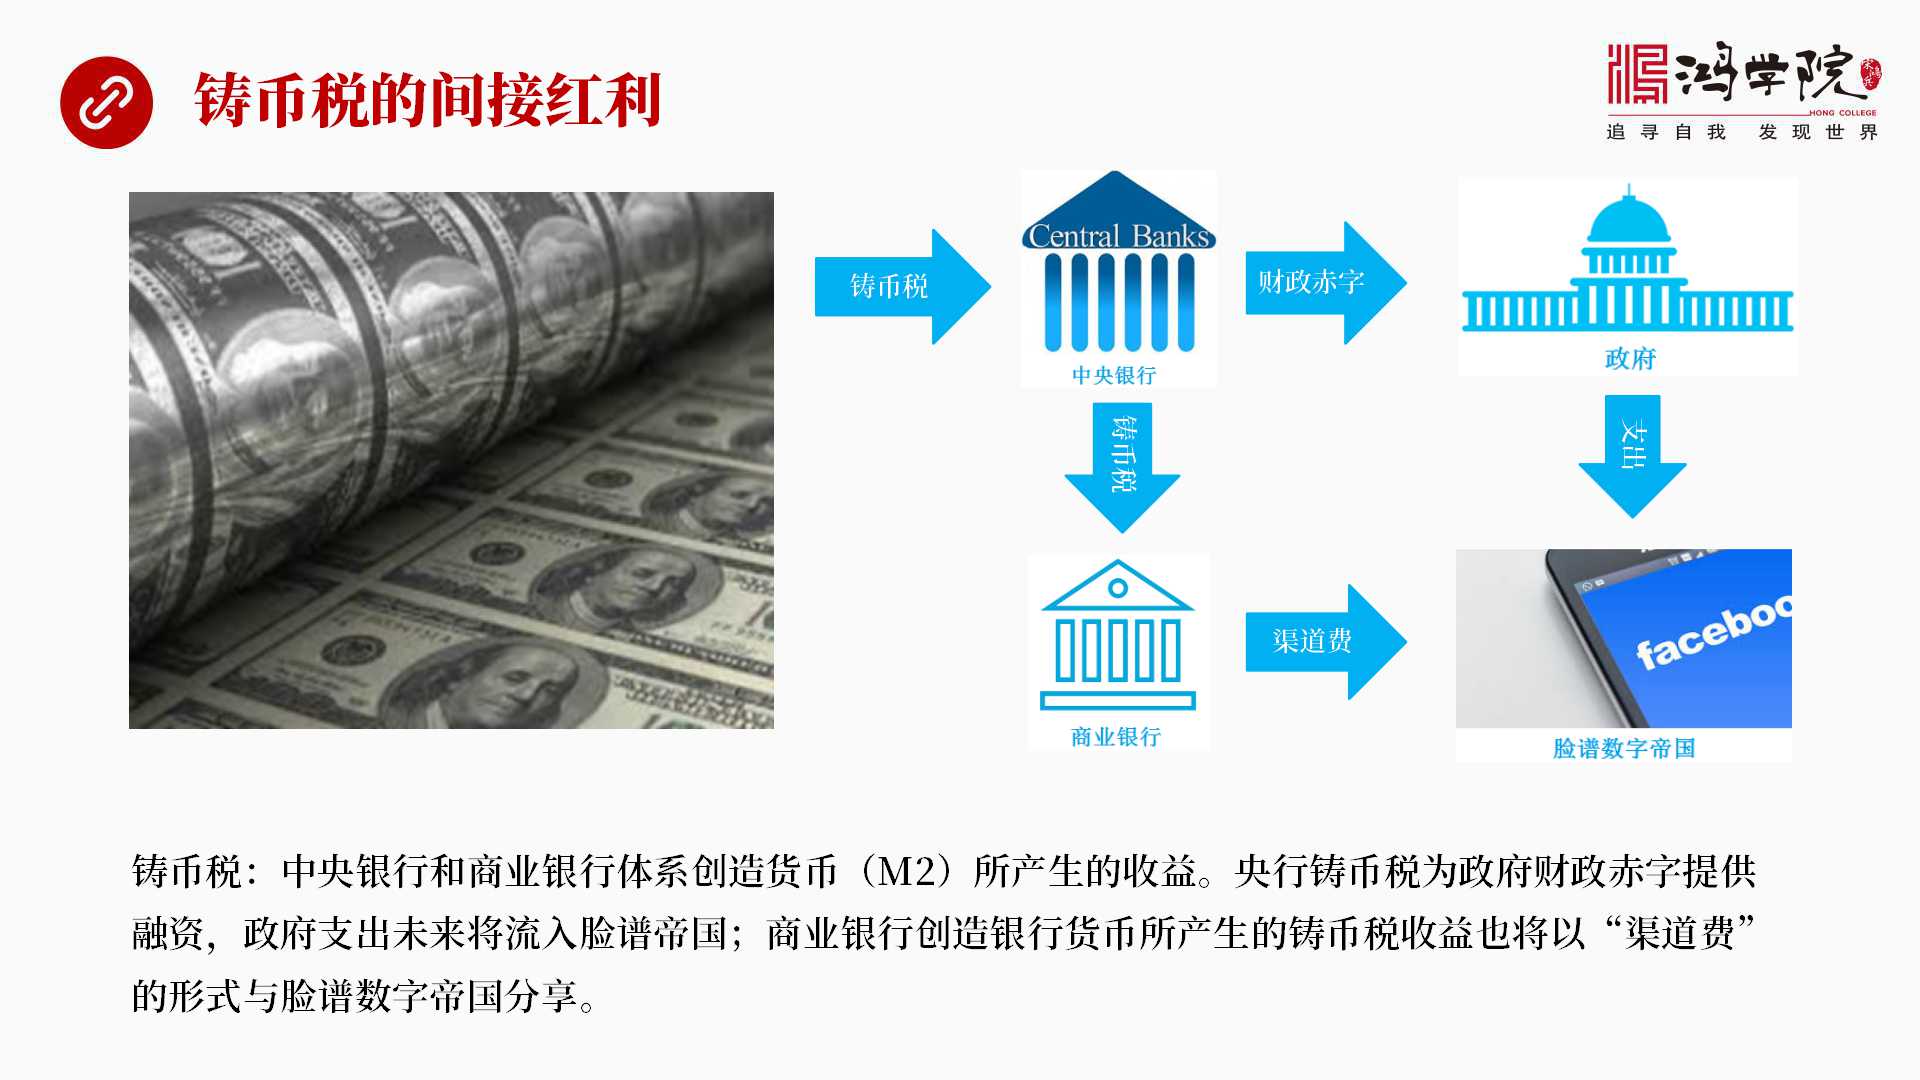 铸币税的间接红利
鸿学院
HONG COLLEGE
追寻自我 发现世界
铸币税
Central Banks
中央银行
财政赤字
政府
铸币税
支出
商业银行
渠道费
faceboo
脸谱数字帝国
铸币税：中央银行和商业银行体系创造货币（M2）所产生的收益。央行铸币税为政府财政赤字提供
融资，政府支出未来将流入脸谱帝国；商业银行创造银行货币所产生的铸币税收益也将以“渠道费”
的形式与脸谱数字帝国分享。